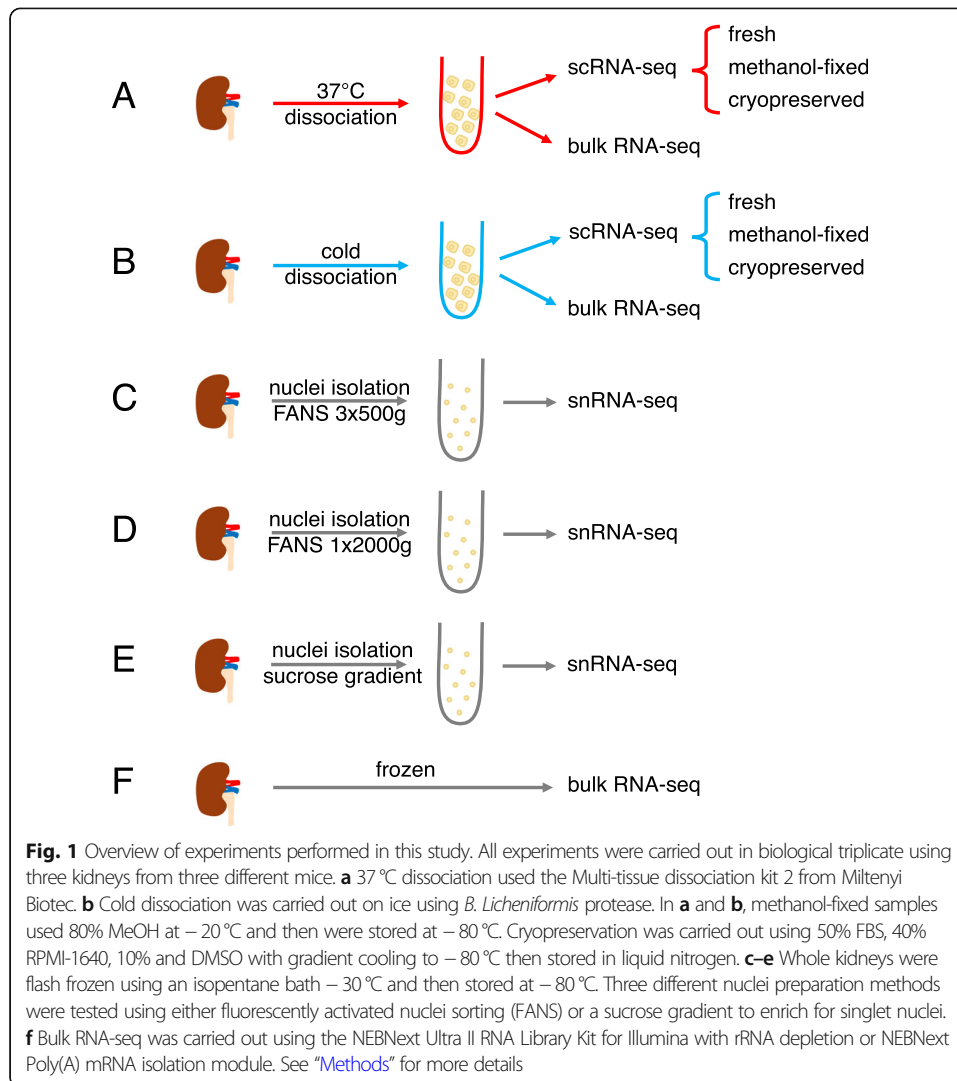 A
37°C
dissociation
scRNA-seq
fresh
methanol-fixed
cryopreserved
bulk RNA-seq
B
cold
dissociation
scRNA-seq
fresh
methanol-fixed
cryopreserved
bulk RNA-seq
C
nuclei isolation
FANS 3x500g
snRNA-seq
D
nuclei isolation
FANS 1x2000g
snRNA-seq
E
nuclei isolation
sucrose gradient
snRNA-seq
F
frozen
bulk RNA-seq
Fig. 1 Overview of experiments performed in this study. All experiments were carried out in biological triplicate using
three kidneys from three different mice. a 37 °C dissociation used the Multi-tissue dissociation kit 2 from Miltenyi
Biotec. b Cold dissociation was carried out on ice using B. Licheniformis protease. In a and b, methanol-fixed samples
used 80% MeOH at − 20 °C and then were stored at − 80 °C. Cryopreservation was carried out using 50% FBS, 40%
RPMI-1640, 10% and DMSO with gradient cooling to − 80 °C then stored in liquid nitrogen. c–e Whole kidneys were
flash frozen using an isopentane bath − 30 °C and then stored at − 80 °C. Three different nuclei preparation methods
were tested using either fluorescently activated nuclei sorting (FANS) or a sucrose gradient to enrich for singlet nuclei.
f Bulk RNA-seq was carried out using the NEBNext Ultra II RNA Library Kit for Illumina with rRNA depletion or NEBNext
Poly(A) mRNA isolation module. See “Methods” for more details